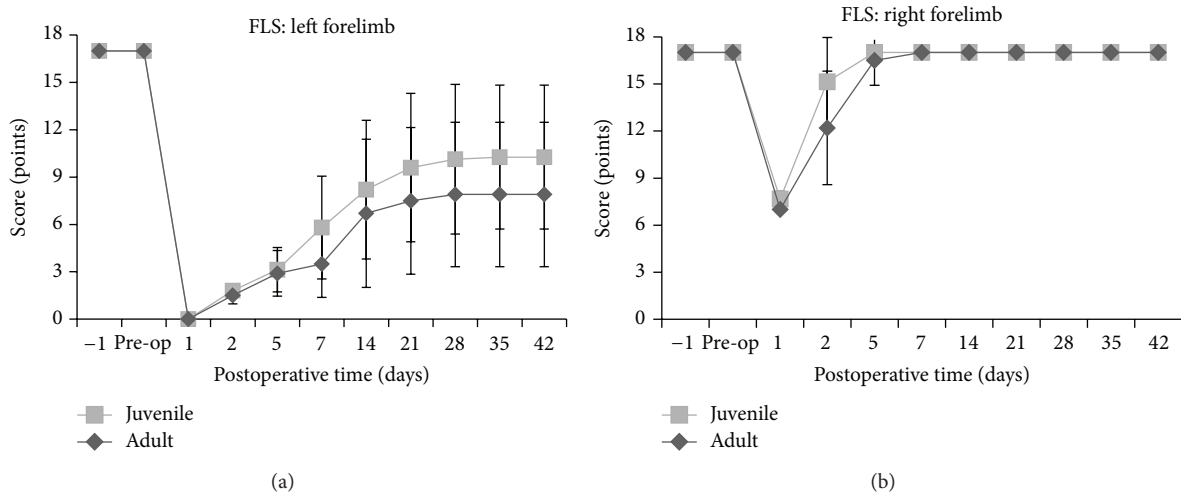 FLS: left forelimb
18
15
12
9
6
3
0
Score (points)
−1 Pre-op 1 2 5 7 14 21 28 35 42
Postoperative time (days)
Juvenile
Adult
(a)
FLS: right forelimb
18
15
12
9
6
3
0
Score (points)
−1 Pre-op 1 2 5 7 14 21 28 35 42
Postoperative time (days)
Juvenile
Adult
(b)